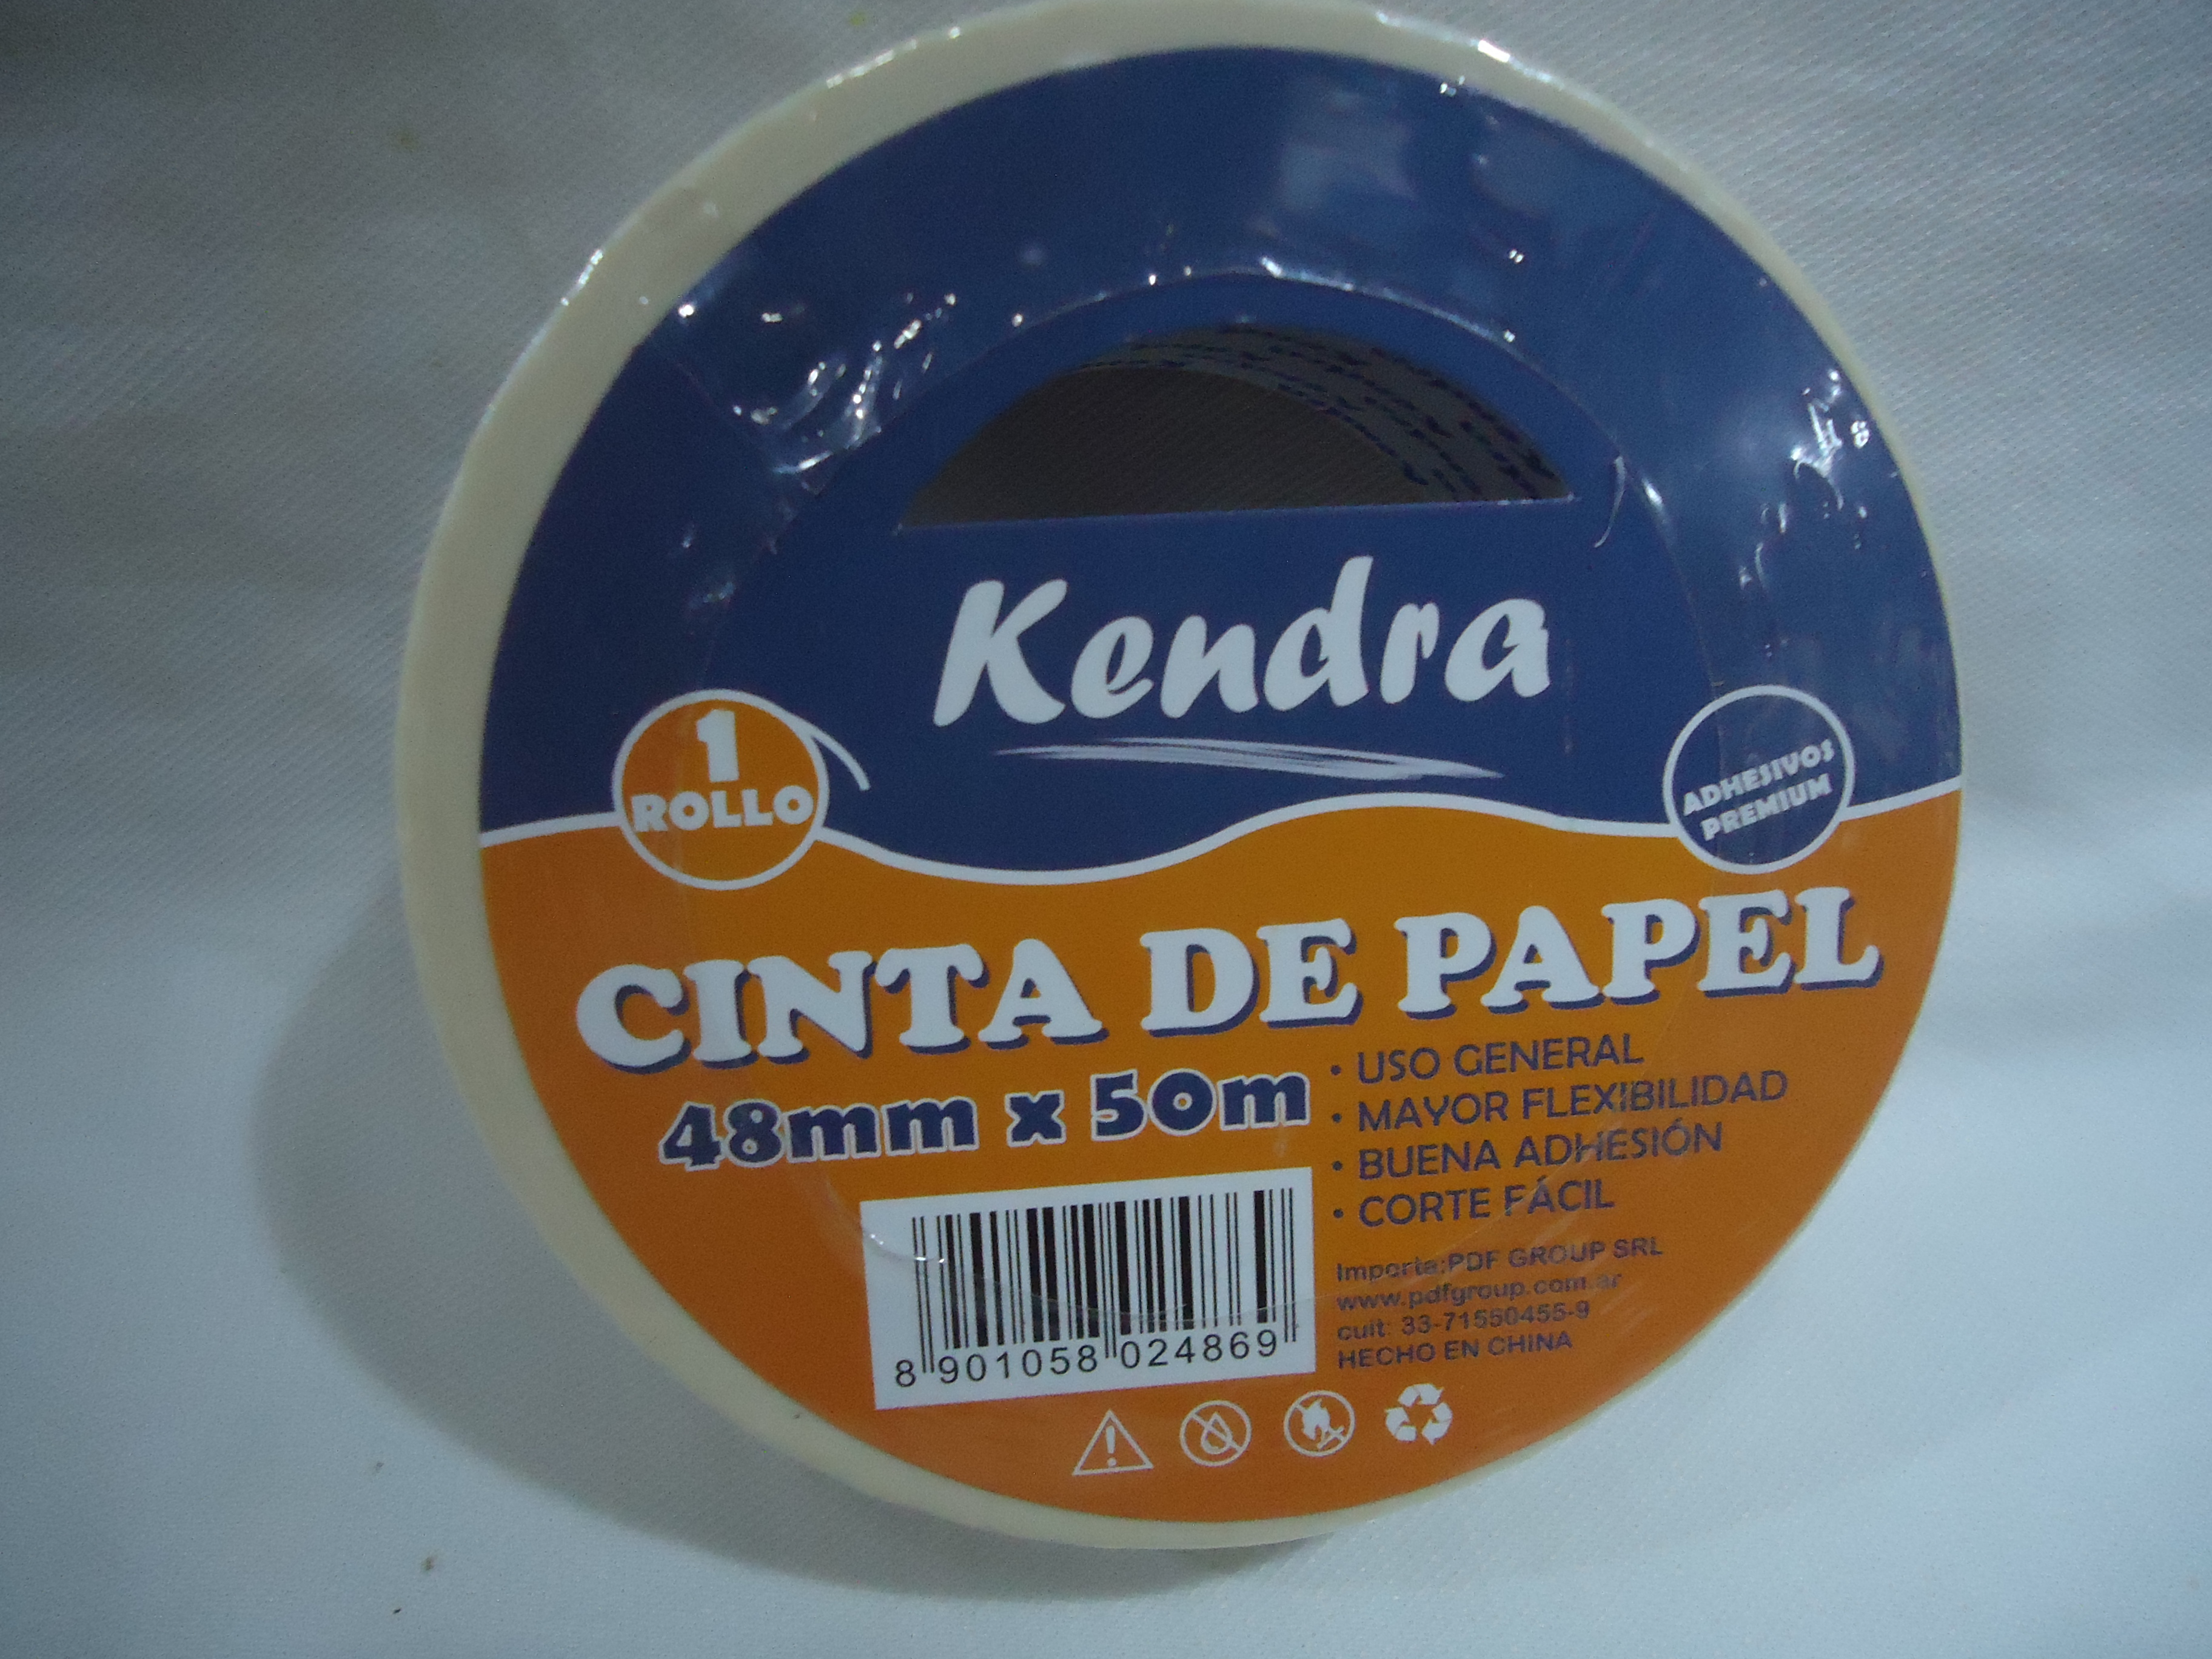 Kendra
1
ROLLO
ADHESIVOS
PREMIUM
CINTA DE PAPEL
48mm x 50m
• USO GENERAL
• MAYOR FLEXIBILIDAD
• BUENA ADHESIÓN
• CORTE FÁCIL
Importa:PDF GROUP SRL
www.pdfgroup.com.ar
cuit: 33-71550455-9
HECHO EN CHINA
8 901058 024869